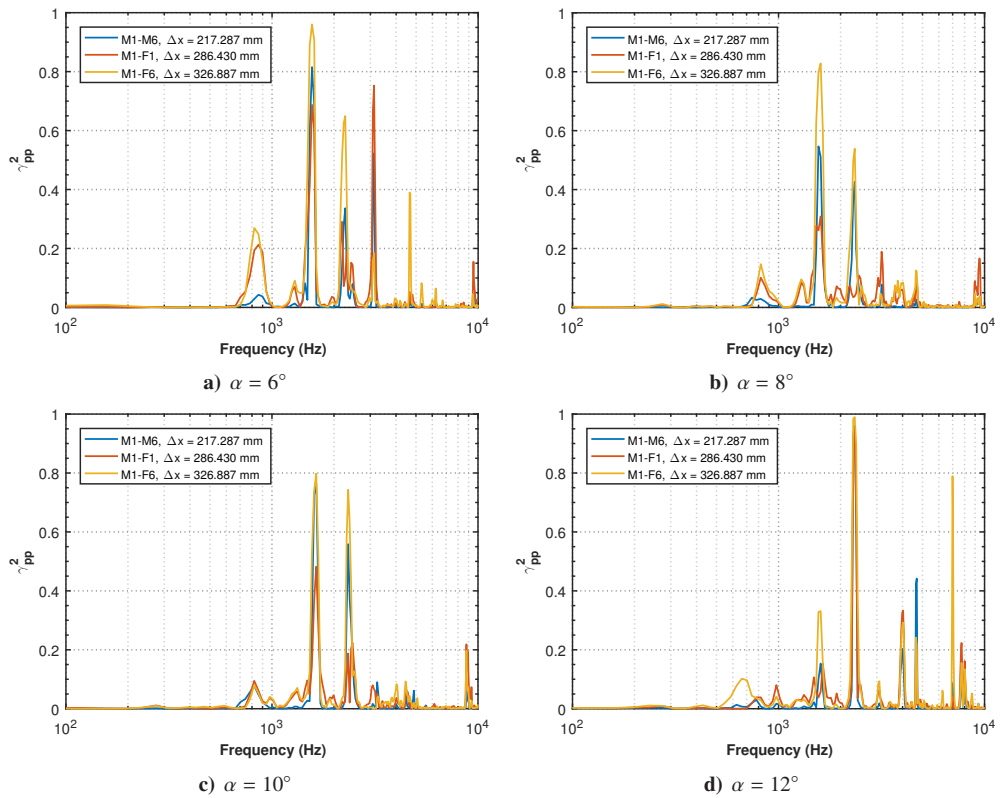 1
0.8
0.6
0.4
0.2
0
γ²pp
M1-M6, Δx = 217.287 mm
M1-F1, Δx = 286.430 mm
M1-F6, Δx = 326.887 mm
10² 10³ 10⁴
Frequency (Hz)
a) α = 6°
1
0.8
0.6
0.4
0.2
0
γ²pp
M1-M6, Δx = 217.287 mm
M1-F1, Δx = 286.430 mm
M1-F6, Δx = 326.887 mm
10² 10³ 10⁴
Frequency (Hz)
b) α = 8°
1
0.8
0.6
0.4
0.2
0
γ²pp
M1-M6, Δx = 217.287 mm
M1-F1, Δx = 286.430 mm
M1-F6, Δx = 326.887 mm
10² 10³ 10⁴
Frequency (Hz)
c) α = 10°
1
0.8
0.6
0.4
0.2
0
γ²pp
M1-M6, Δx = 217.287 mm
M1-F1, Δx = 286.430 mm
M1-F6, Δx = 326.887 mm
10² 10³ 10⁴
Frequency (Hz)
d) α = 12°